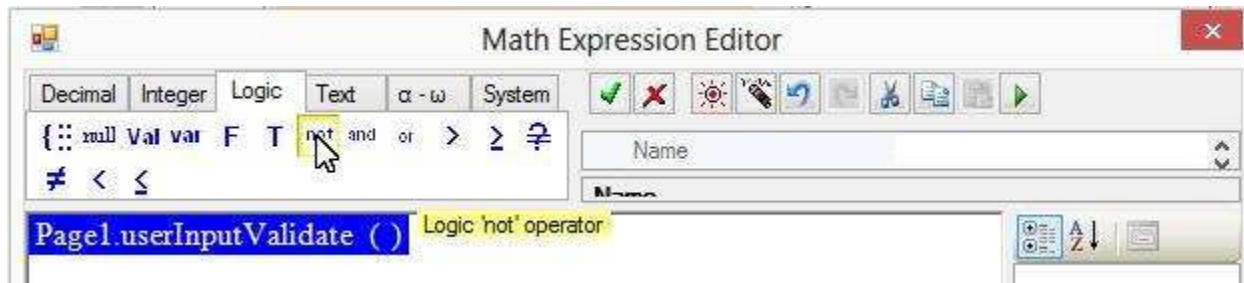 Math Expression Editor
Decimal Integer Logic Text α - ω System
{ null Val var F T not and or > ≥ ?
≠ < ≤
Name
Name
Page1.userInputValidate ( )
Logic 'not' operator
A
Z